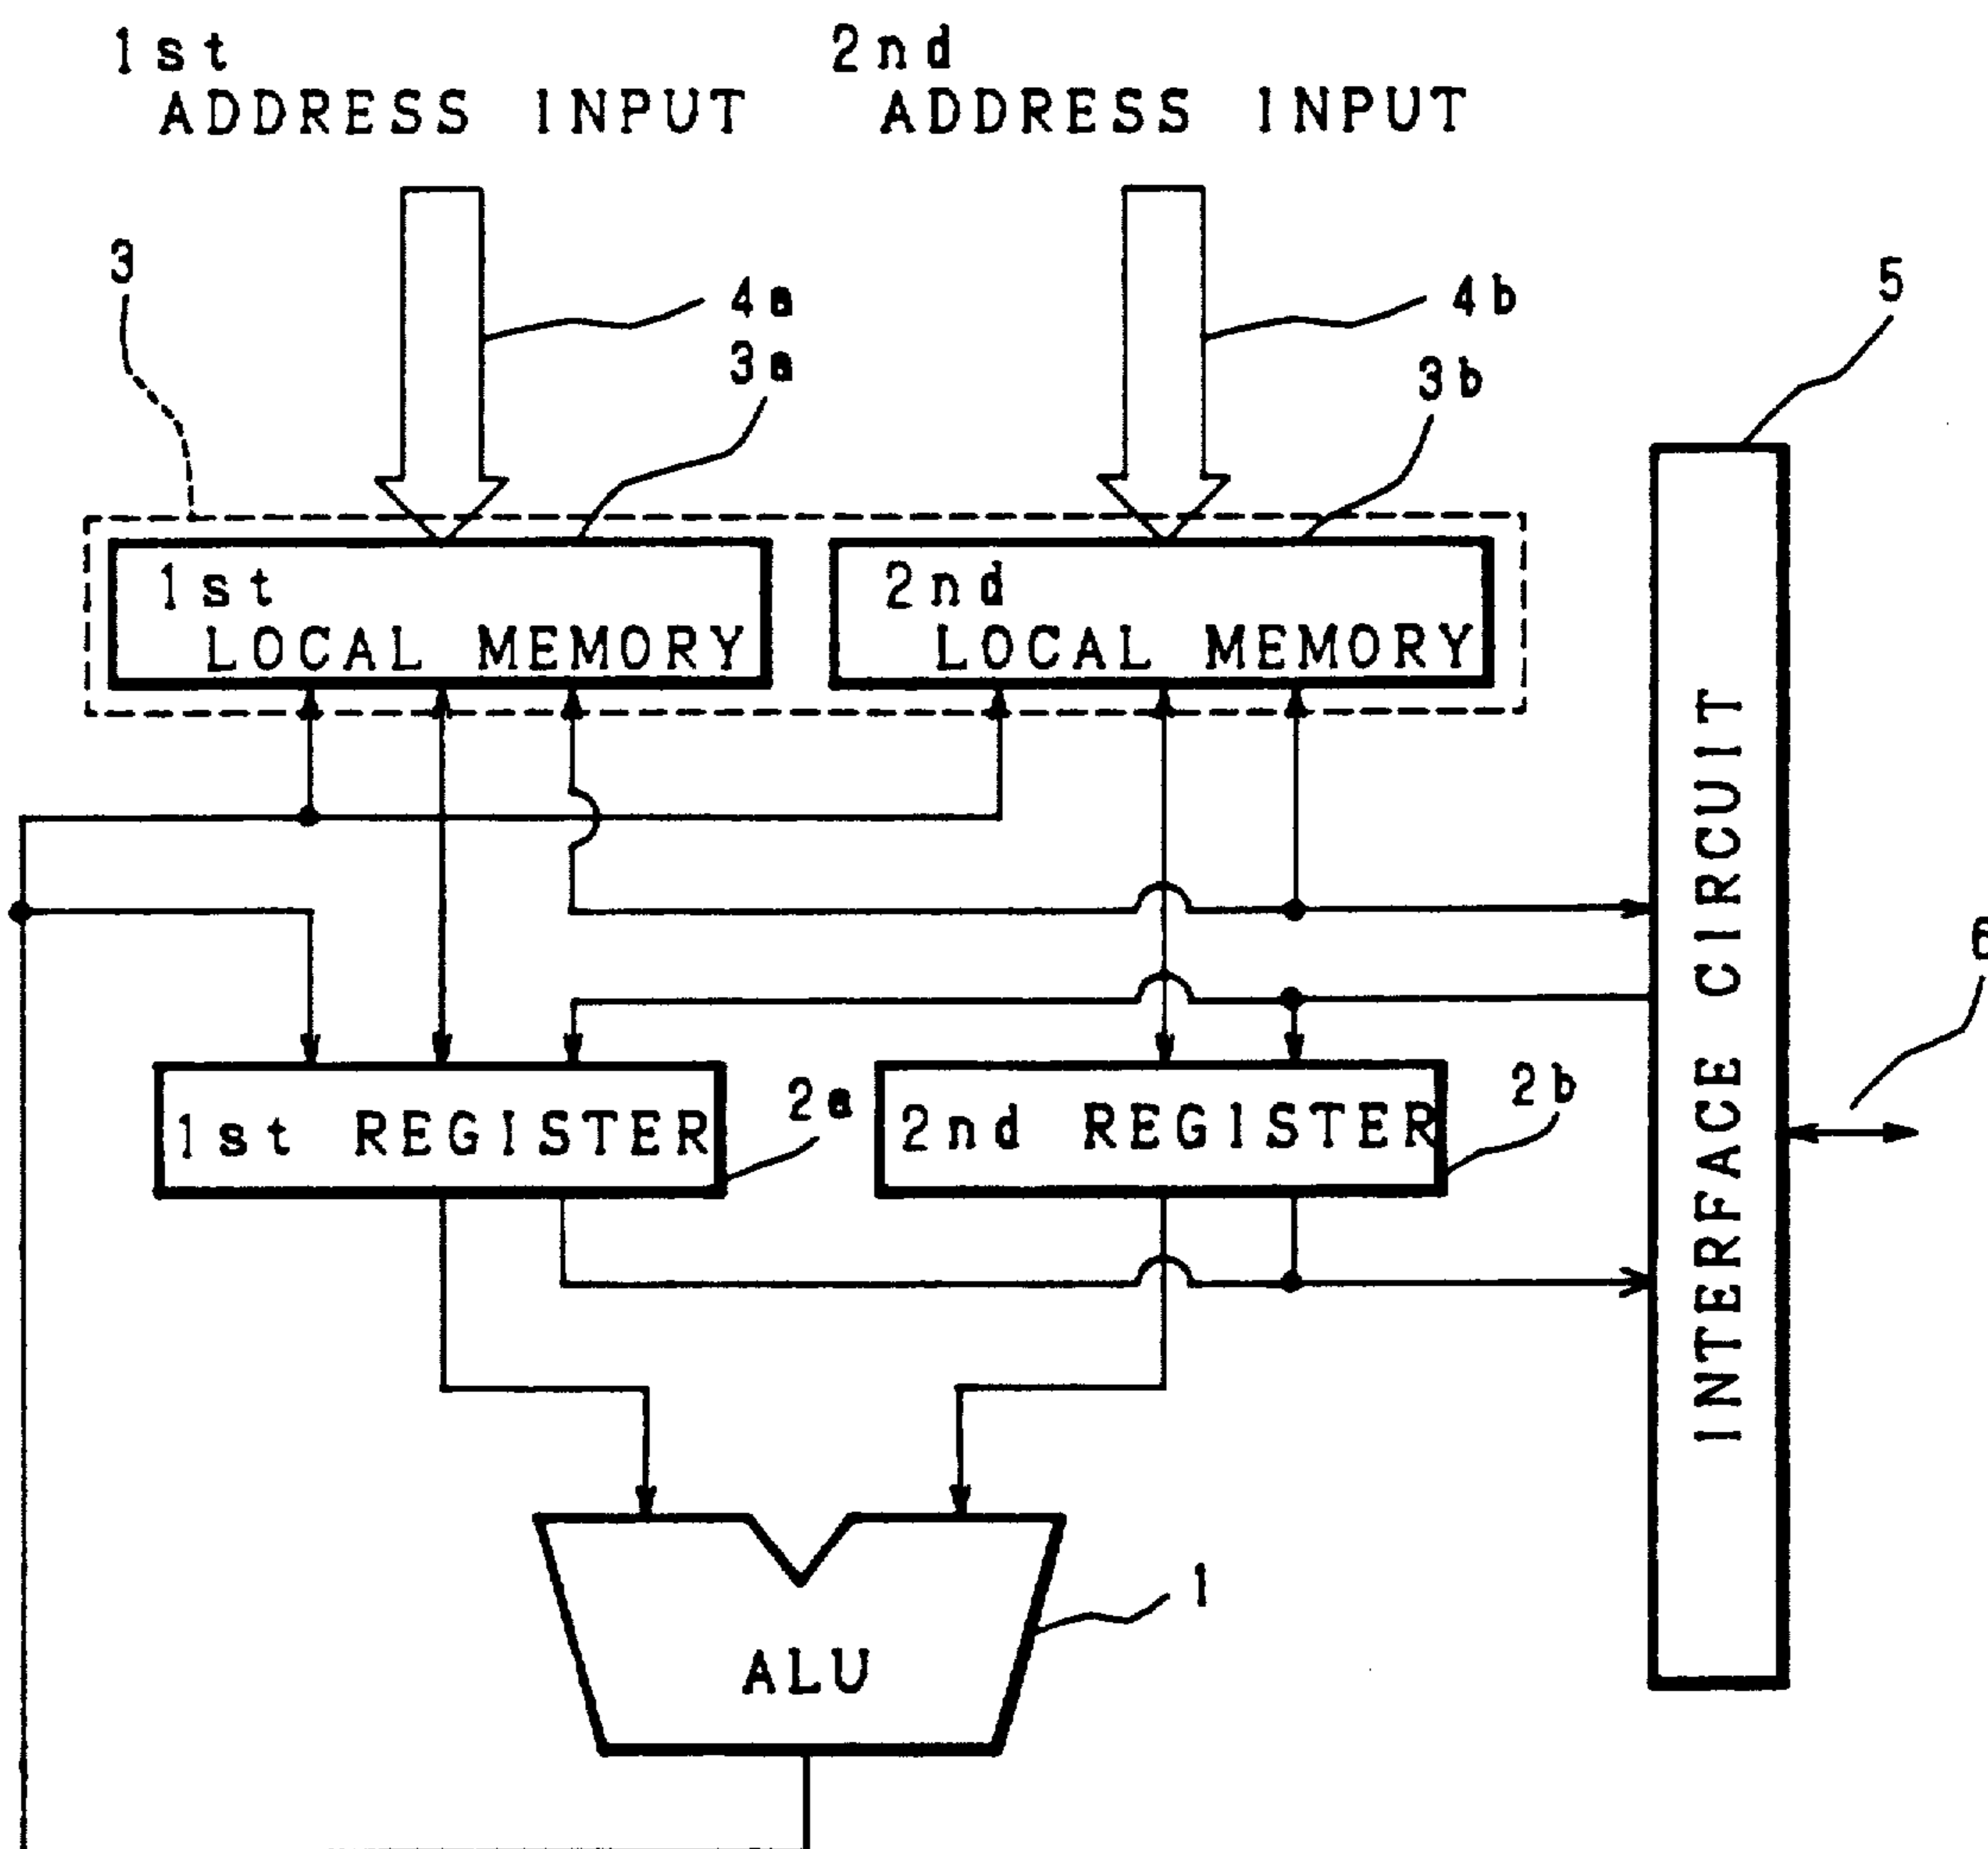 1st
ADDRESS INPUT
2nd
ADDRESS INPUT
3
4a
4b
5
3a
3b
1st
LOCAL MEMORY
2nd
LOCAL MEMORY
INTERFACE CIRCUIT
6
2a
2b
1st REGISTER
2nd REGISTER
1
ALU